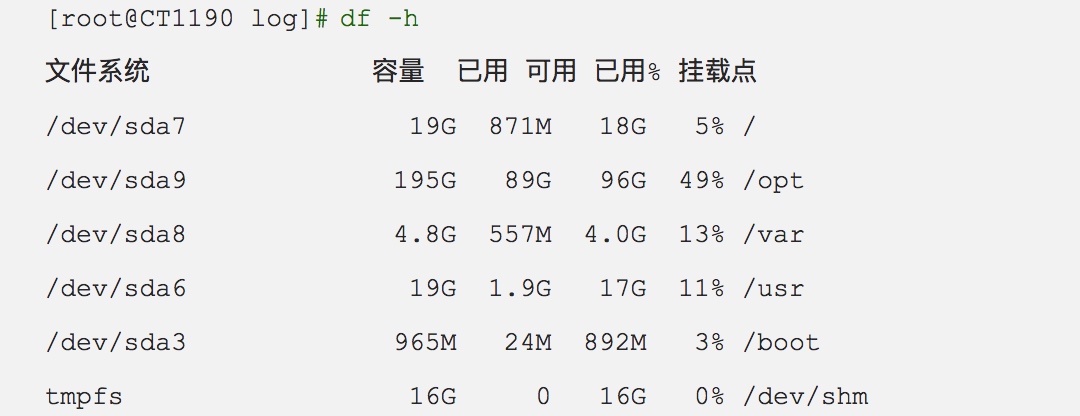 [root@CT1190 log]# df -h
文件系统 容量 已用 可用 已用% 挂载点
/dev/sda7 19G 871M 18G 5% /
/dev/sda9 195G 89G 96G 49% /opt
/dev/sda8 4.8G 557M 4.0G 13% /var
/dev/sda6 19G 1.9G 17G 11% /usr
/dev/sda3 965M 24M 892M 3% /boot
tmpfs 16G 0 16G 0% /dev/shm